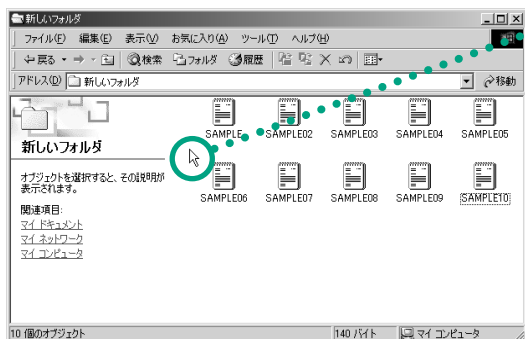 新しいフォルダ
ファイル(F) 編集(E) 表示(V) お気に入り(A) ツール(T) ヘルプ(H)
戻る 検索 フォルダ 履歴
アドレス(D) 新しいフォルダ 移動
新しいフォルダ
オブジェクトを選択すると、その説明が
表示されます。
関連項目:
マイ ドキュメント
マイ ネットワーク
マイ コンピュータ
SAMPLE SAMPLE02 SAMPLE03 SAMPLE04 SAMPLE05
SAMPLE06 SAMPLE07 SAMPLE08 SAMPLE09 SAMPLE10
10 個のオブジェクト 140 バイト マイ コンピュータ